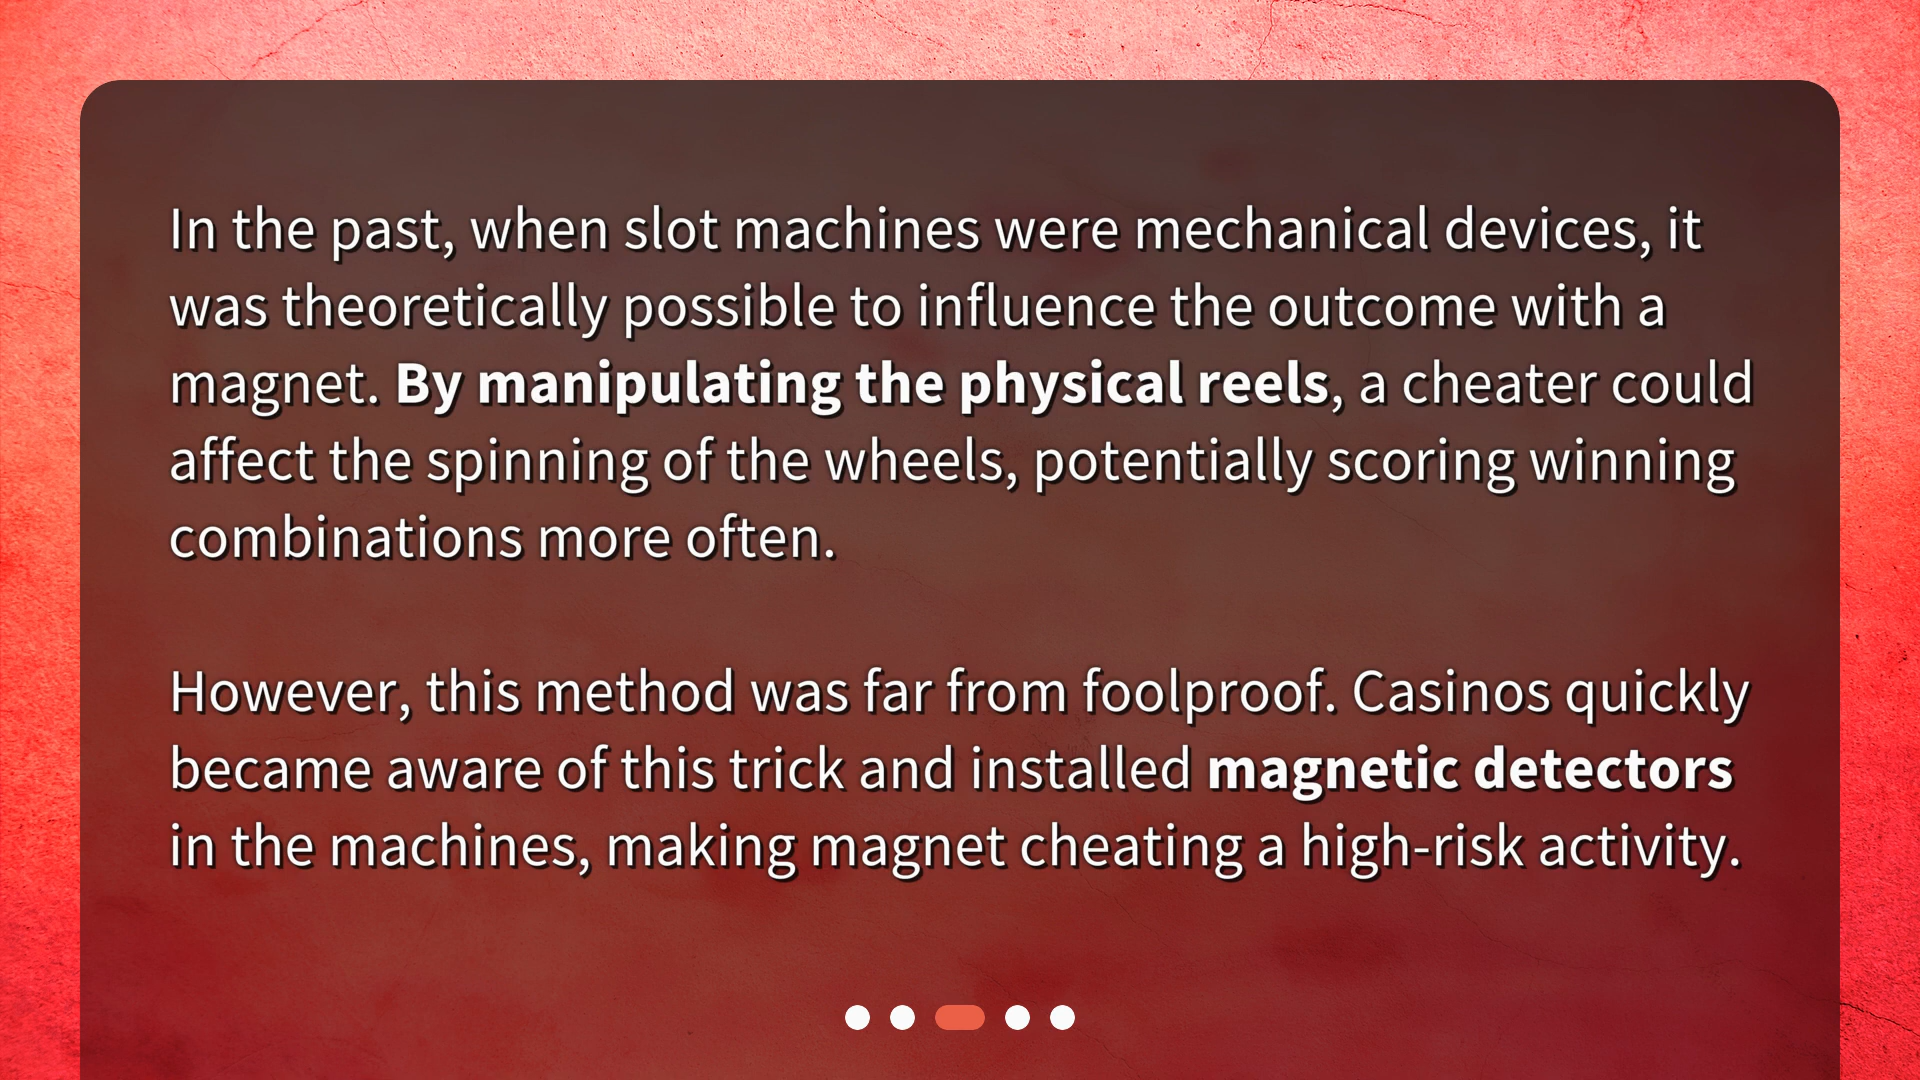 In the past, when slot machines were mechanical devices, it
was theoretically possible to influence the outcome with a
magnet. By manipulating the physical reels, a cheater could
affect the spinning of the wheels, potentially scoring winning
combinations more often.
However, this method was far from foolproof. Casinos quickly
became aware of this trick and installed magnetic detectors
in the machines, making magnet cheating a high-risk activity.